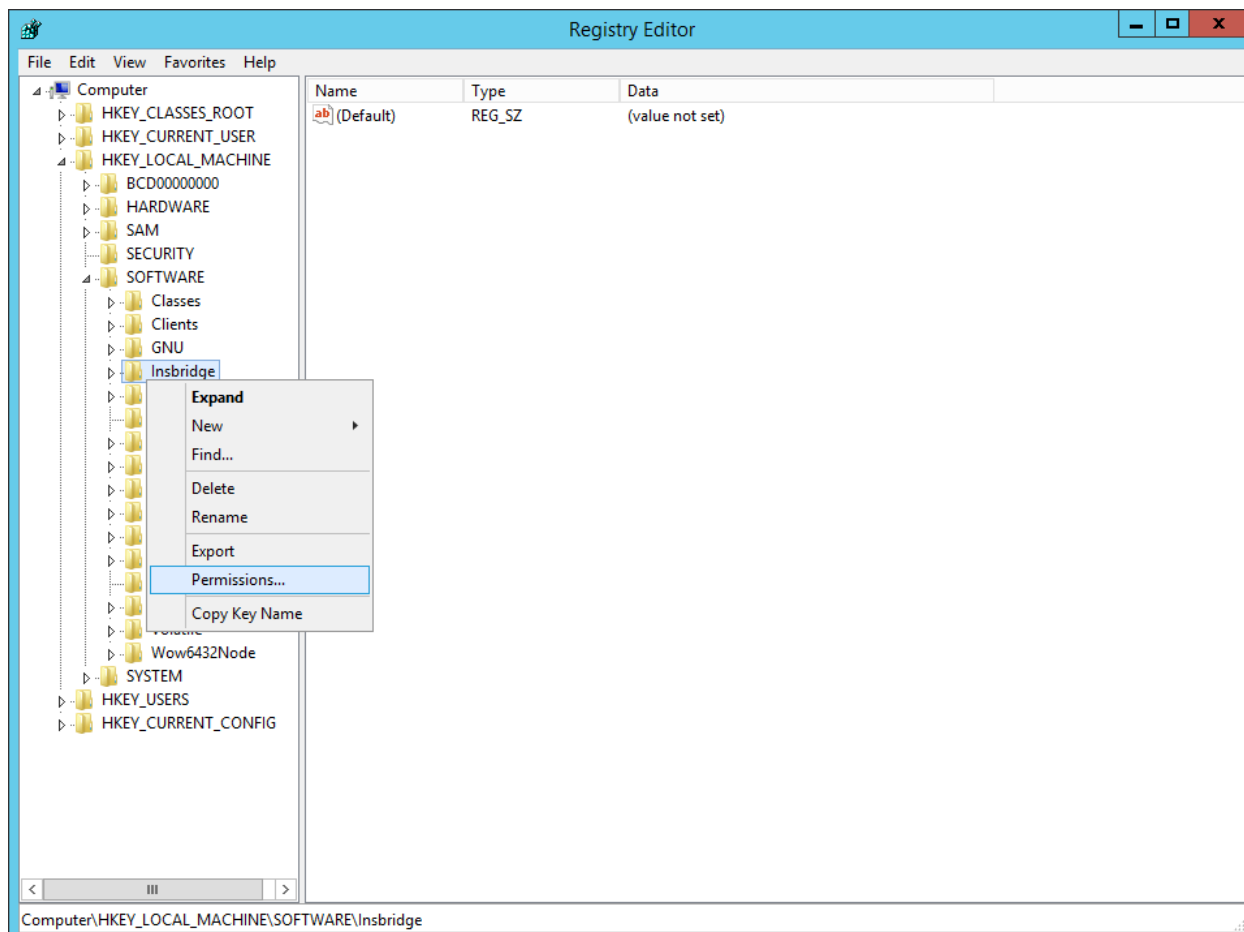 Registry Editor
File Edit View Favorites Help
Computer
HKEY_CLASSES_ROOT
HKEY_CURRENT_USER
HKEY_LOCAL_MACHINE
BCD00000000
HARDWARE
SAM
SECURITY
SOFTWARE
Classes
Clients
GNU
Insbridge
Expand
New
Find...
Delete
Rename
Export
Permissions...
Copy Key Name
Wow6432Node
SYSTEM
HKEY_USERS
HKEY_CURRENT_CONFIG
Name Type Data
ab (Default) REG_SZ (value not set)
Computer\HKEY_LOCAL_MACHINE\SOFTWARE\Insbridge